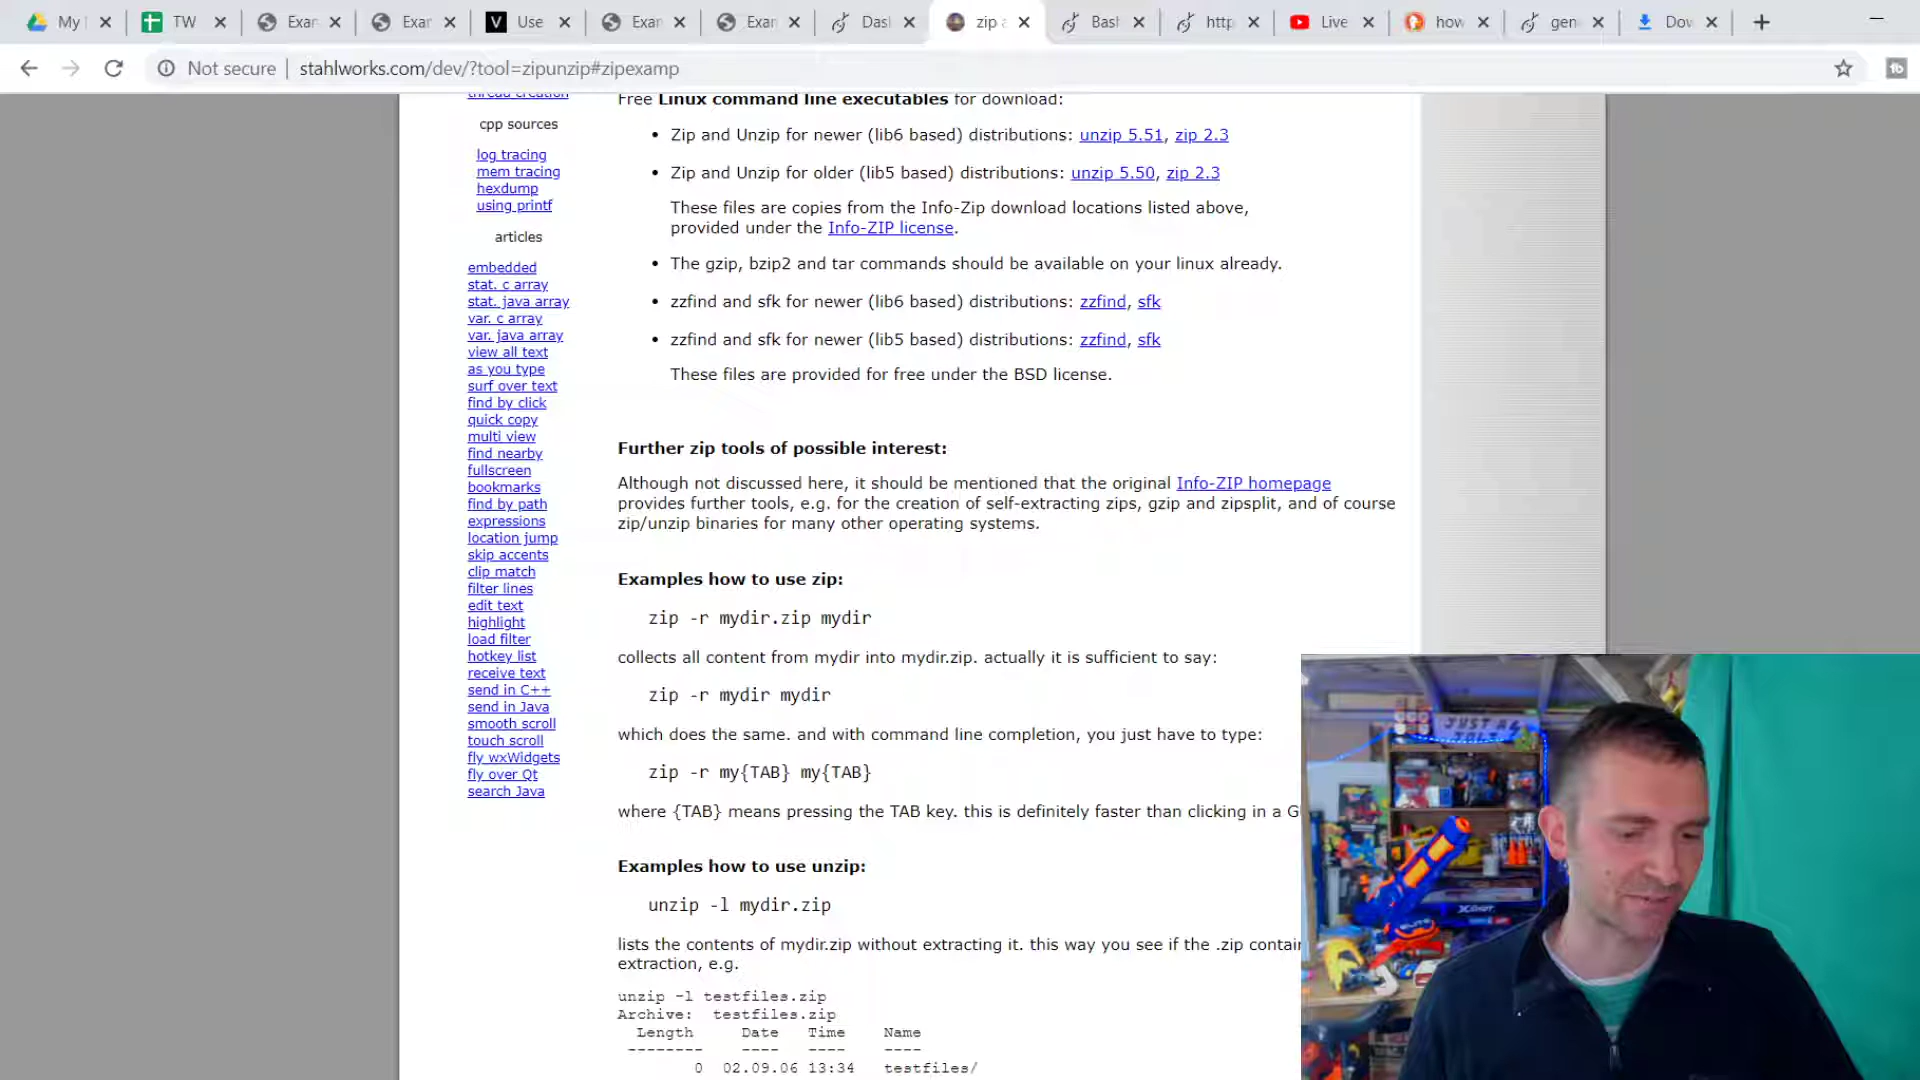 My
TW
Exar
Exar
Use
Exar
Exar
Dasl
zip a
Bash
http
Live
how
gen
Dov
Not secure
stahlworks.com/dev/?tool=zipunzip#zipexamp
thread creation
cpp sources
log tracing
mem tracing
hexdump
using printf
articles
embedded
stat. c array
stat. java array
var. c array
var. java array
view all text
as you type
surf over text
find by click
quick copy
multi view
find nearby
fullscreen
bookmarks
find by path
expressions
location jump
skip accents
clip match
filter lines
edit text
highlight
load filter
hotkey list
receive text
send in C++
send in Java
smooth scroll
touch scroll
fly wxWidgets
fly over Qt
search Java
Free Linux command line executables for download:
• Zip and Unzip for newer (lib6 based) distributions: unzip 5.51, zip 2.3
• Zip and Unzip for older (lib5 based) distributions: unzip 5.50, zip 2.3
These files are copies from the Info-Zip download locations listed above,
provided under the Info-ZIP license.
• The gzip, bzip2 and tar commands should be available on your linux already.
• zzfind and sfk for newer (lib6 based) distributions: zzfind, sfk
• zzfind and sfk for newer (lib5 based) distributions: zzfind, sfk
These files are provided for free under the BSD license.
Further zip tools of possible interest:
Although not discussed here, it should be mentioned that the original Info-ZIP homepage
provides further tools, e.g. for the creation of self-extracting zips, gzip and zipsplit, and of course
zip/unzip binaries for many other operating systems.
Examples how to use zip:
zip -r mydir.zip mydir
collects all content from mydir into mydir.zip. actually it is sufficient to say:
zip -r mydir mydir
which does the same. and with command line completion, you just have to type:
zip -r my{TAB} my{TAB}
where {TAB} means pressing the TAB key. this is definitely faster than clicking in a G
Examples how to use unzip:
unzip -l mydir.zip
lists the contents of mydir.zip without extracting it. this way you see if the .zip contain
extraction, e.g.
unzip -l testfiles.zip
Archive: testfiles.zip
Length Date Time Name
-------- ---- ---- ----
0 02.09.06 13:34 testfiles/
JUST AS
X-SHOT